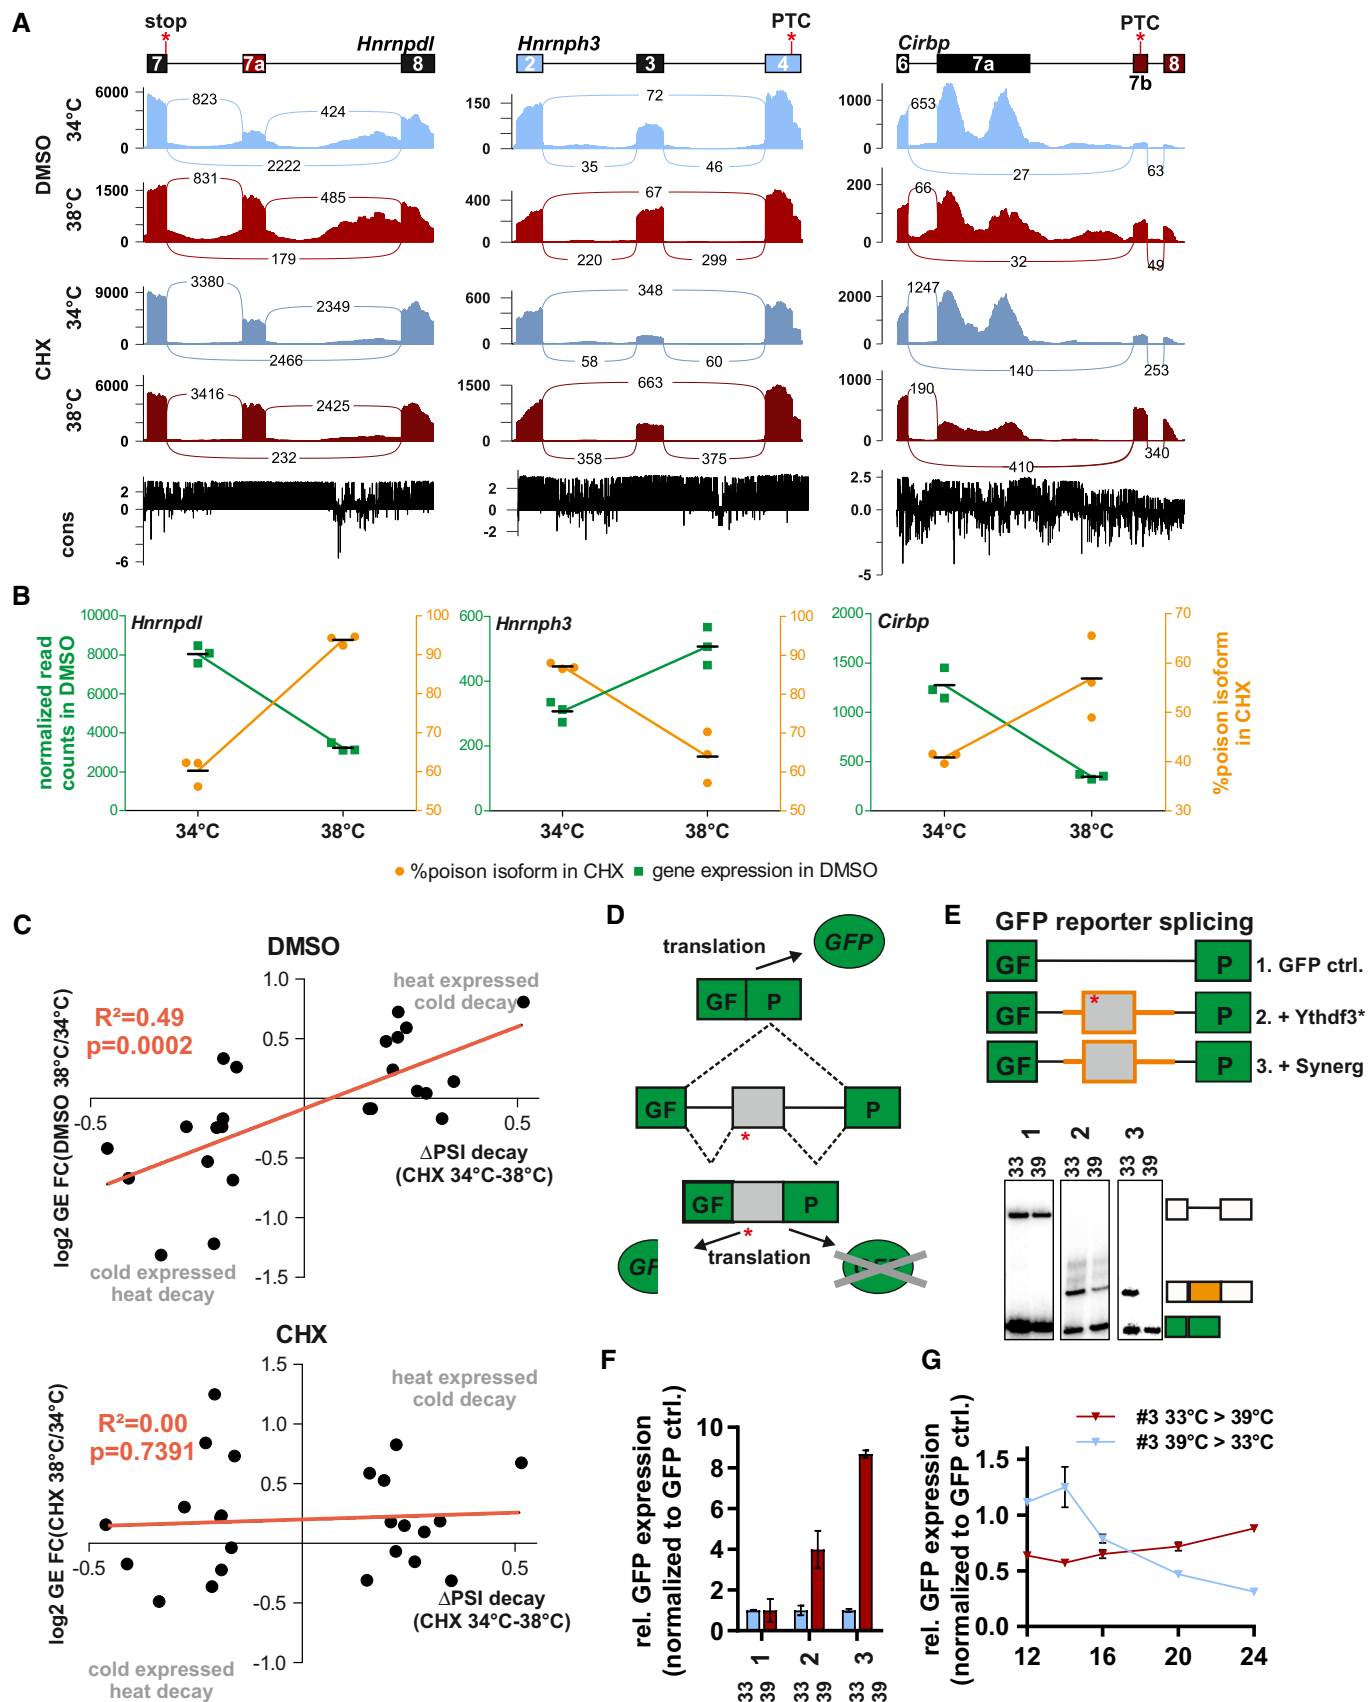 A
stop
*
Hnrnpdl
7
7a
8
Hnrnph3
PTC
*
2
3
4
Cirbp
PTC
*
6
7a
7b
8
DMSO
34°C
6000
0
823
424
2222
150
0
72
35
46
1000
0
653
27
63
38°C
1500
0
831
485
179
400
0
67
220
299
200
0
66
32
49
CHX
34°C
9000
0
3380
2349
2466
600
0
348
58
60
2000
0
1247
140
253
38°C
6000
0
3416
2425
232
1500
0
663
358
375
1000
0
190
410
340
cons
2
0
-6
2
0
-2
2.5
0.0
-5
B
normalized read
counts in DMSO
10000
8000
6000
4000
2000
0
Hnrnpdl
100
90
80
70
60
50
34°C
38°C
600
400
200
0
Hnrnph3
100
90
80
70
60
50
34°C
38°C
2000
1500
1000
500
0
Cirbp
70
60
50
40
30
34°C
38°C
%poison isoform
in CHX
%poison isoform in CHX
gene expression in DMSO
C
DMSO
log2 GE FC(DMSO 38°C/34°C)
R²=0.49
p=0.0002
1.0
0.5
-0.5
-1.0
-1.5
-0.5
0.5
heat expressed
cold decay
ΔPSI decay
(CHX 34°C-38°C)
cold expressed
heat decay
CHX
log2 GE FC(CHX 38°C/34°C)
R²=0.00
p=0.7391
1.5
1.0
0.5
-0.5
-1.0
-0.5
0.5
heat expressed
cold decay
ΔPSI decay
(CHX 34°C-38°C)
cold expressed
heat decay
D
translation
GFP
GF
P
GF
P
*
GF
P
*
translation
GF
GFP
E
GFP reporter splicing
GF
P
1. GFP ctrl.
GF
*
P
2. + Ythdf3*
GF
P
3. + Synerg
1
2
3
33
39
33
39
33
39
F
rel. GFP expression
(normalized to GFP ctrl.)
10
8
6
4
2
0
1
2
3
33
39
33
39
33
39
G
rel. GFP expression
(normalized to GFP ctrl.)
#3 33°C > 39°C
#3 39°C > 33°C
1.5
1.0
0.5
0.0
12
16
20
24